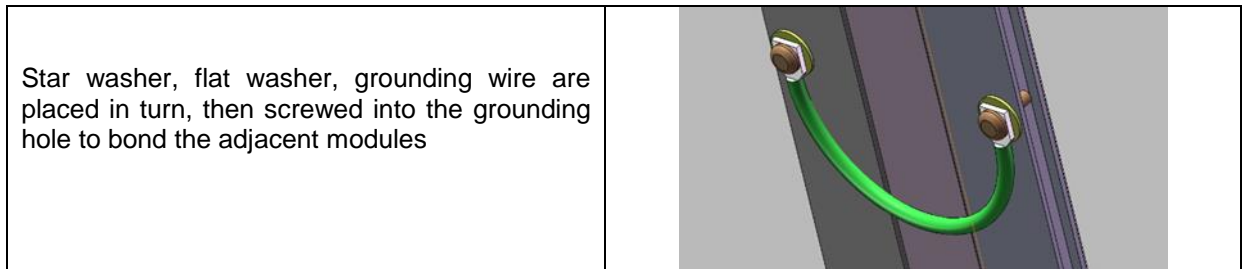 Star washer, flat washer, grounding wire are
placed in turn, then screwed into the grounding
hole to bond the adjacent modules